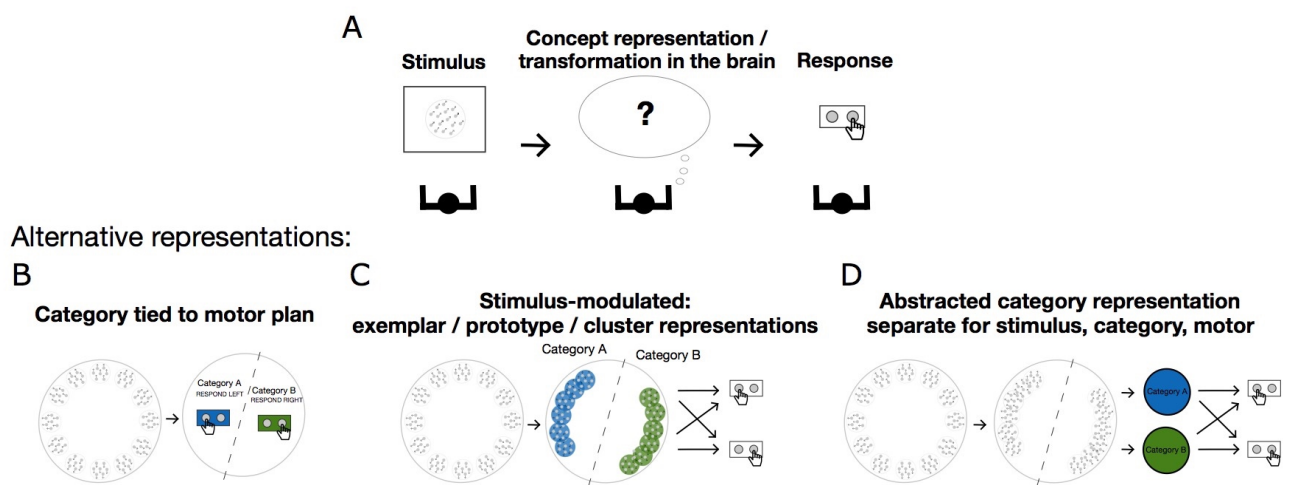 A
Stimulus
Concept representation /
transformation in the brain
Response
?
Alternative representations:
B
Category tied to motor plan
Category A
RESPOND LEFT
Category B
RESPOND RIGHT
C
Stimulus-modulated:
exemplar / prototype / cluster representations
Category A
Category B
D
Abstracted category representation
separate for stimulus, category, motor
Category A
Category B